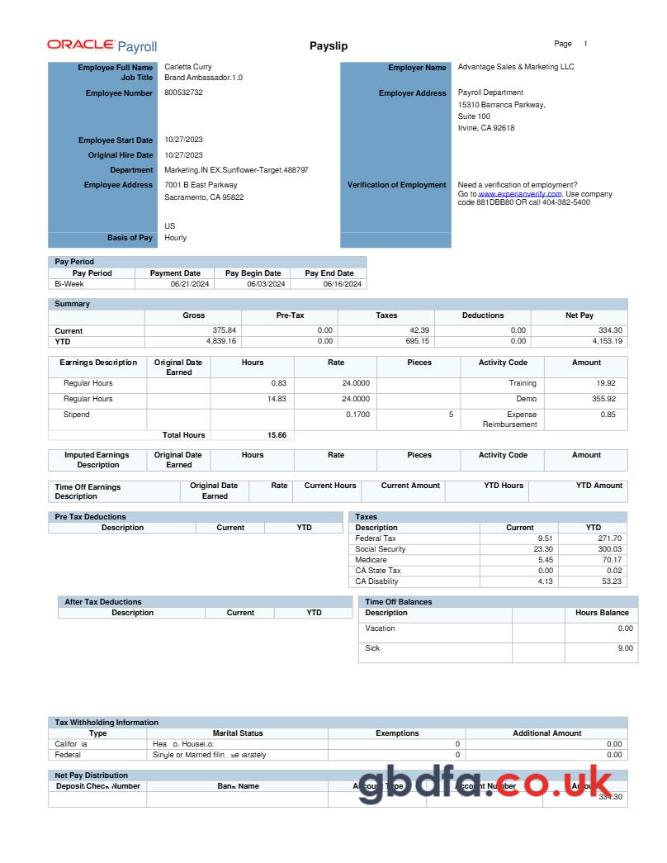 ORACLE Payroll
Payslip
Page 1
Employee Full Name Carletta Curry
Job Title Brand Ambassador.1.0
Employee Number 800532732
Employee Start Date 10/27/2023
Original Hire Date 10/27/2023
Department Marketing.IN EX.Sunflower-Target.488797
Employee Address 7001 B East Parkway
Sacramento, CA 95822
US
Basis of Pay Hourly
Employer Name Advantage Sales & Marketing LLC
Employer Address Payroll Department
15310 Barranca Parkway,
Suite 100
Irvine, CA 92618
Verification of Employment Need a verification of employment?
Go to www.experianverify.com. Use company
code 881DBB80 OR call 404-382-5400
Pay Period
Pay Period Payment Date Pay Begin Date Pay End Date
Bi-Week 06/21/2024 06/03/2024 06/16/2024
Summary
Gross Pre-Tax Taxes Deductions Net Pay
Current 375.84 0.00 42.39 0.00 334.30
YTD 4,839.16 0.00 695.15 0.00 4,153.19
Earnings Description Original Date Hours Rate Pieces Activity Code Amount
Earned
Regular Hours 0.83 24.0000 Training 19.92
Regular Hours 14.83 24.0000 Demo 355.92
Stipend 0.1700 5 Expense 0.85
Reimbursement
Total Hours 15.66
Imputed Earnings Original Date Hours Rate Pieces Activity Code Amount
Description Earned
Time Off Earnings Original Date Rate Current Hours Current Amount YTD Hours YTD Amount
Description Earned
Pre Tax Deductions
Description Current YTD
Taxes
Description Current YTD
Federal Tax 9.51 271.70
Social Security 23.30 300.03
Medicare 5.45 70.17
CA State Tax 0.00 0.02
CA Disability 4.13 53.23
After Tax Deductions
Description Current YTD
Time Off Balances
Description Hours Balance
Vacation 0.00
Sick 9.00
Tax Withholding Information
Type Marital Status Exemptions Additional Amount
0 0.00
Federal Single or Married 0 0.00
Net Pay Distribution
Deposit Check Number Bank Name Account Type Account Number Amount
334.30
gbdfa.co.uk